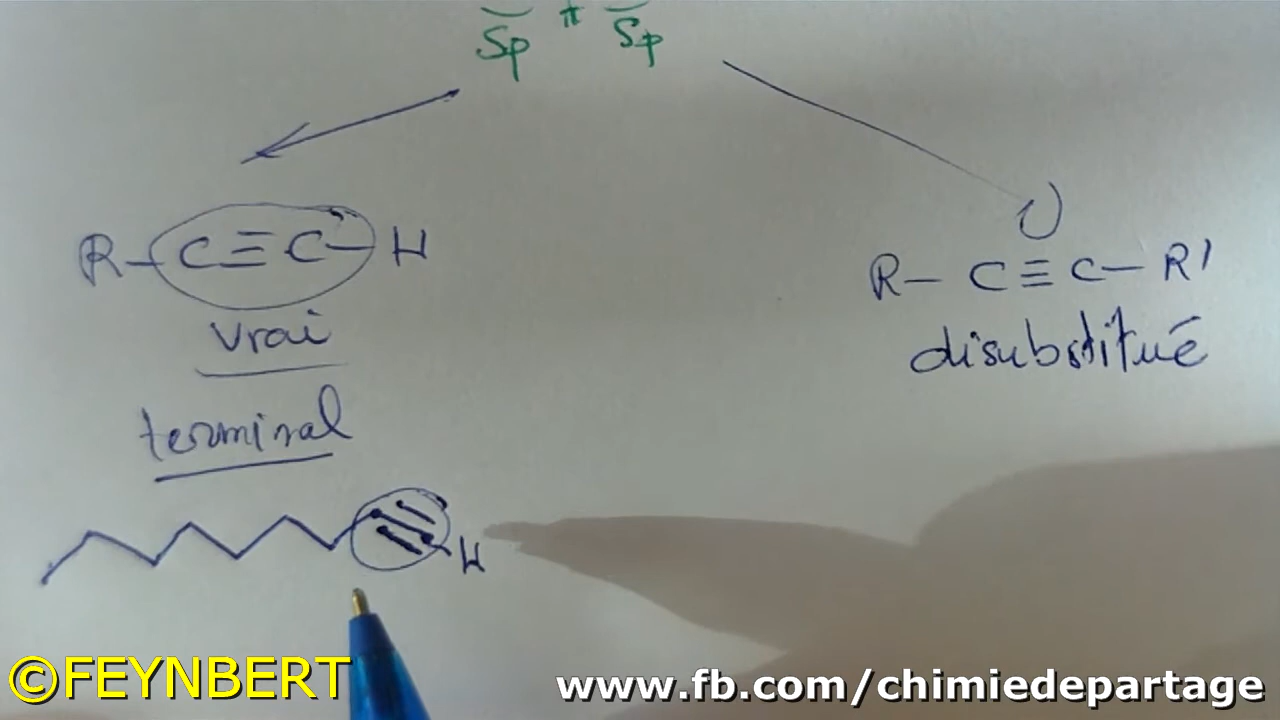 Sp π Sp
R-C≡C-H
R-C≡C-R'
vrai
disubstitué
terminal
H
©FEYNBERT
www.fb.com/chimiedepartage